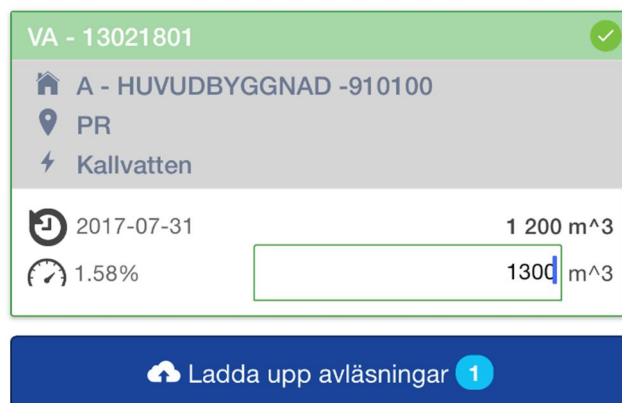 VA - 13021801
A - HUVUDBYGGNAD -910100
PR
Kallvatten
2017-07-31 1 200 m^3
1.58% 1300 m^3
Ladda upp avläsningar 1